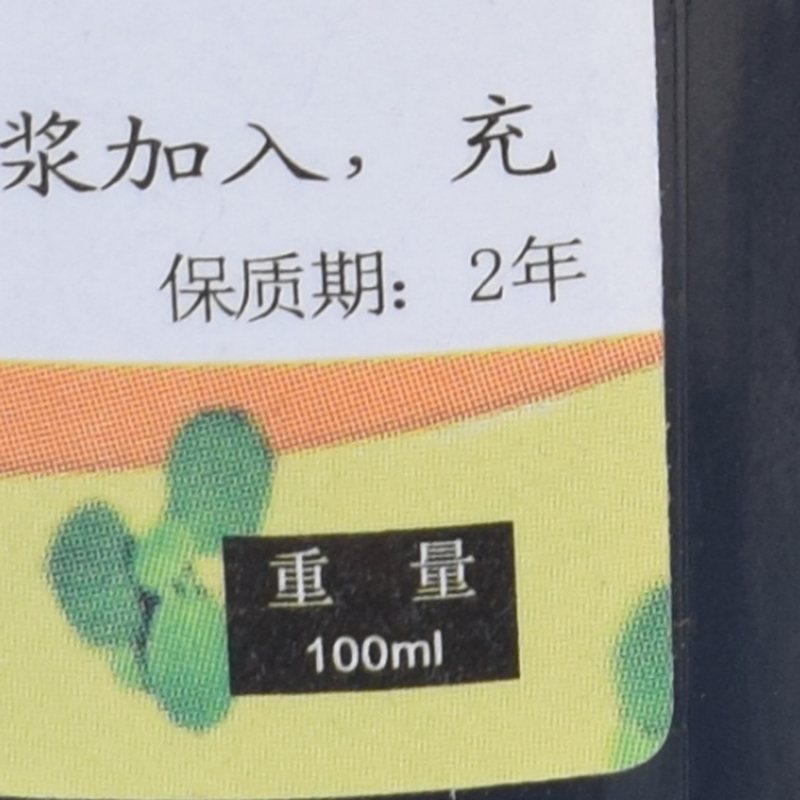 浆加入，充
保质期：2年
重量
100ml